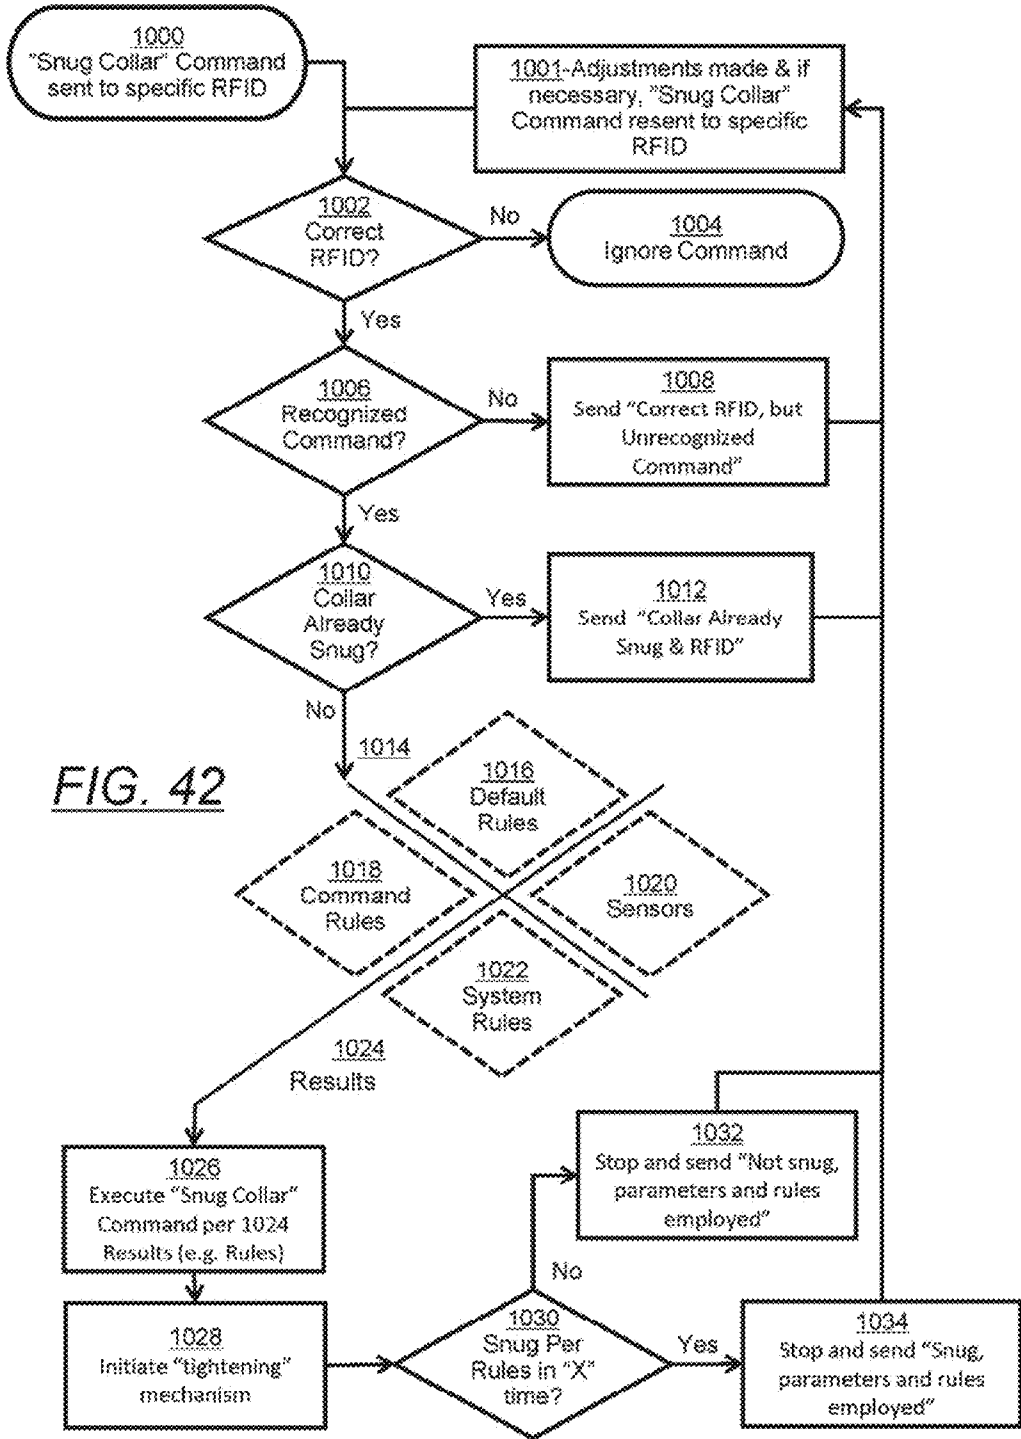 1000
"Snug Collar" Command
sent to specific RFID
1001-Adjustments made & if
necessary, "Snug Collar"
Command resent to specific
RFID
1002
Correct
RFID?
No
1004
Ignore Command
Yes
1006
Recognized
Command?
No
1008
Send "Correct RFID, but
Unrecognized
Command"
Yes
1010
Collar
Already
Snug?
Yes
1012
Send "Collar Already
Snug & RFID"
No
1014
FIG. 42
1016
Default
Rules
1018
Command
Rules
1020
Sensors
1022
System
Rules
1024
Results
1026
Execute "Snug Collar"
Command per 1024
Results (e.g. Rules)
1028
Initiate "tightening"
mechanism
1030
Snug Per
Rules in "X"
time?
No
1032
Stop and send "Not snug,
parameters and rules
employed"
Yes
1034
Stop and send "Snug,
parameters and rules
employed"